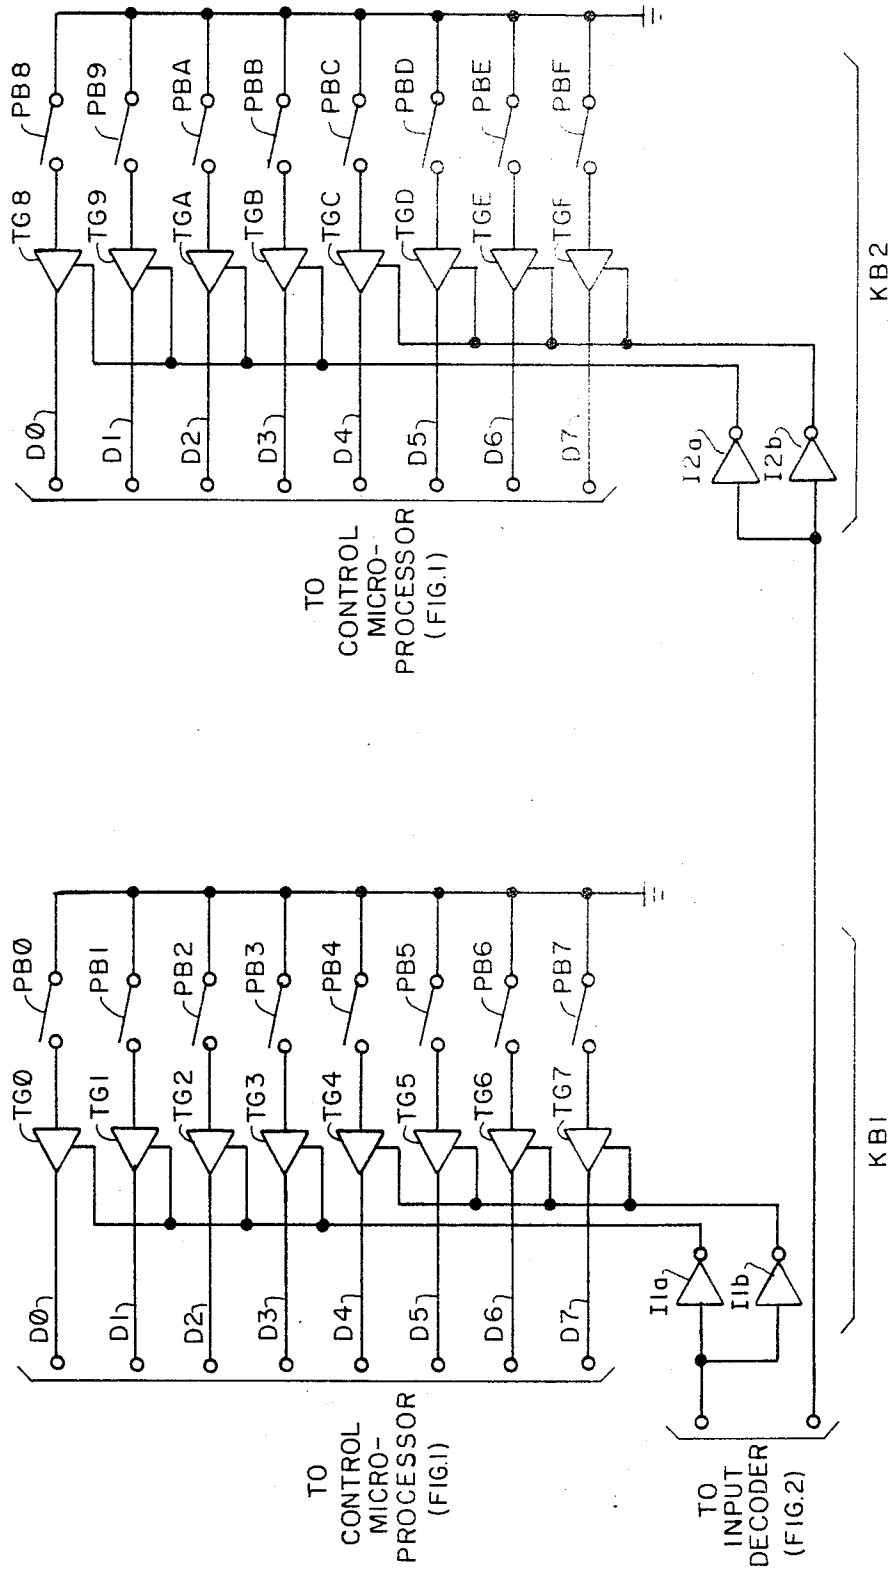 D0
TG0
PB0
D1
TG1
PB1
D2
TG2
PB2
D3
TG3
PB3
D4
TG4
PB4
D5
TG5
PB5
D6
TG6
PB6
D7
TG7
PB7
TO
CONTROL
MICRO-
PROCESSOR
(FIG.1)
I1a
I1b
TO
INPUT
DECODER
(FIG.2)
KB1
D0
TG8
PB8
D1
TG9
PB9
D2
TGA
PBA
D3
TGB
PBB
D4
TGC
PBC
D5
TGD
PBD
D6
TGE
PBE
D7
TGF
PBF
TO
CONTROL
MICRO-
PROCESSOR
(FIG.1)
I2a
I2b
KB2